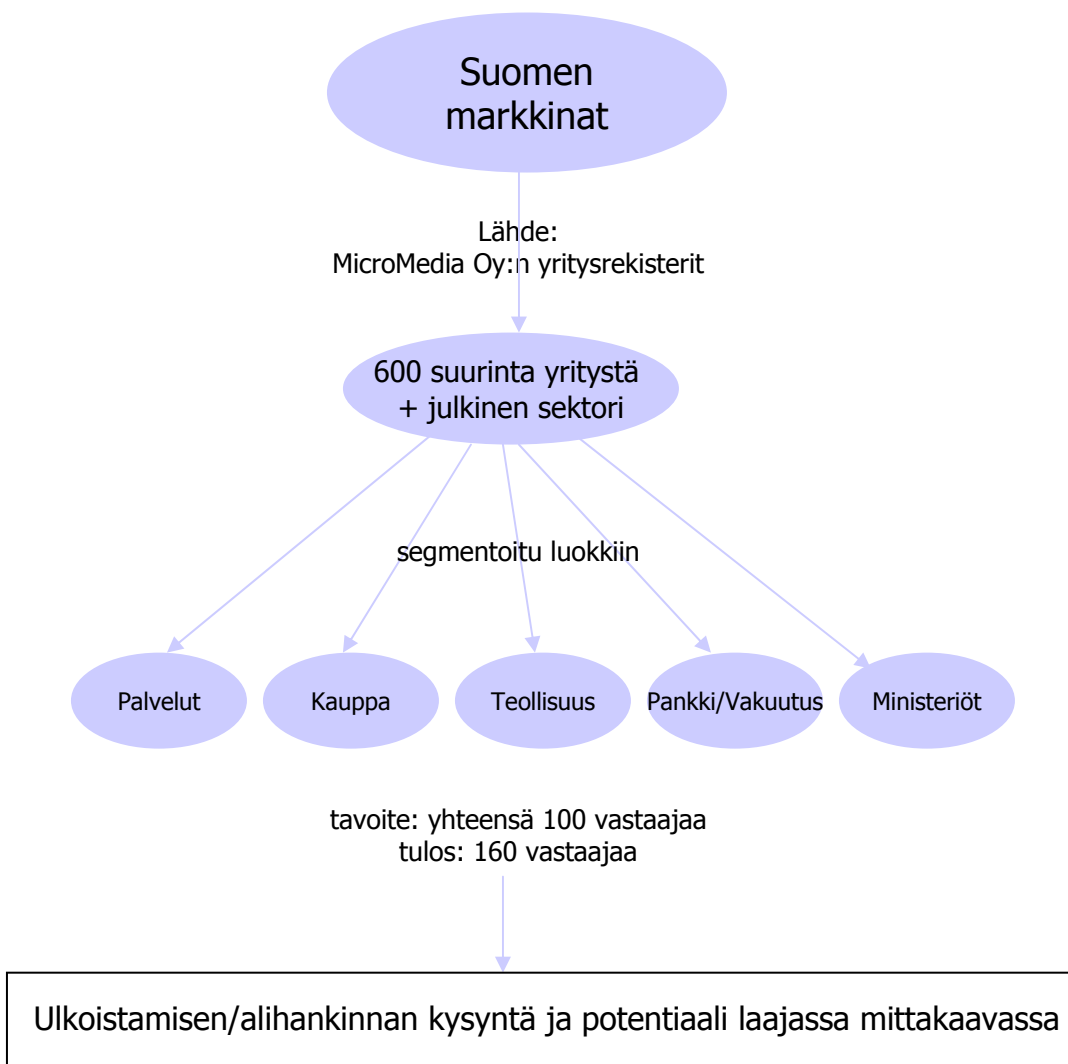 Suomen
markkinat
Lähde:
MicroMedia Oy:n yritysrekisterit
600 suurinta yritystä
+ julkinen sektori
segmentoitu luokkiin
Palvelut
Kauppa
Teollisuus
Pankki/Vakuutus
Ministeriöt
tavoite: yhteensä 100 vastaajaa
tulos: 160 vastaajaa
Ulkoistamisen/alihankinnan kysyntä ja potentiaali laajassa mittakaavassa